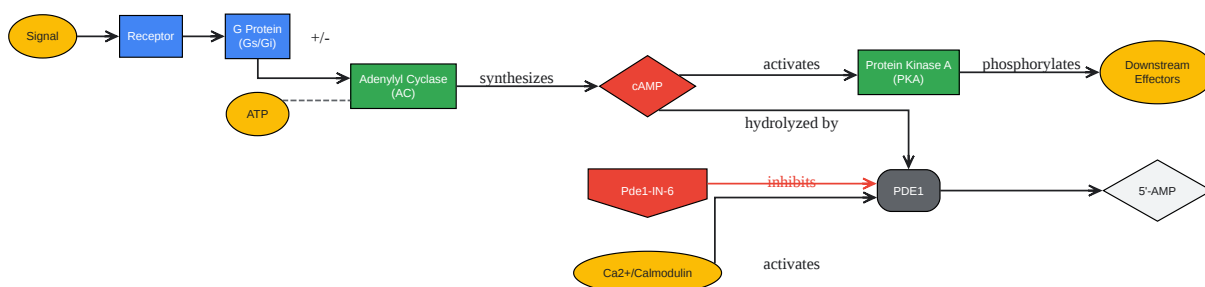 Signal
Receptor
G Protein
(Gs/Gi)
+/-
ATP
Adenylyl Cyclase
(AC)
synthesizes
cAMP
activates
Protein Kinase A
(PKA)
phosphorylates
Downstream
Effectors
hydrolyzed by
Pde1-IN-6
inhibits
PDE1
5'-AMP
Ca2+/Calmodulin
activates